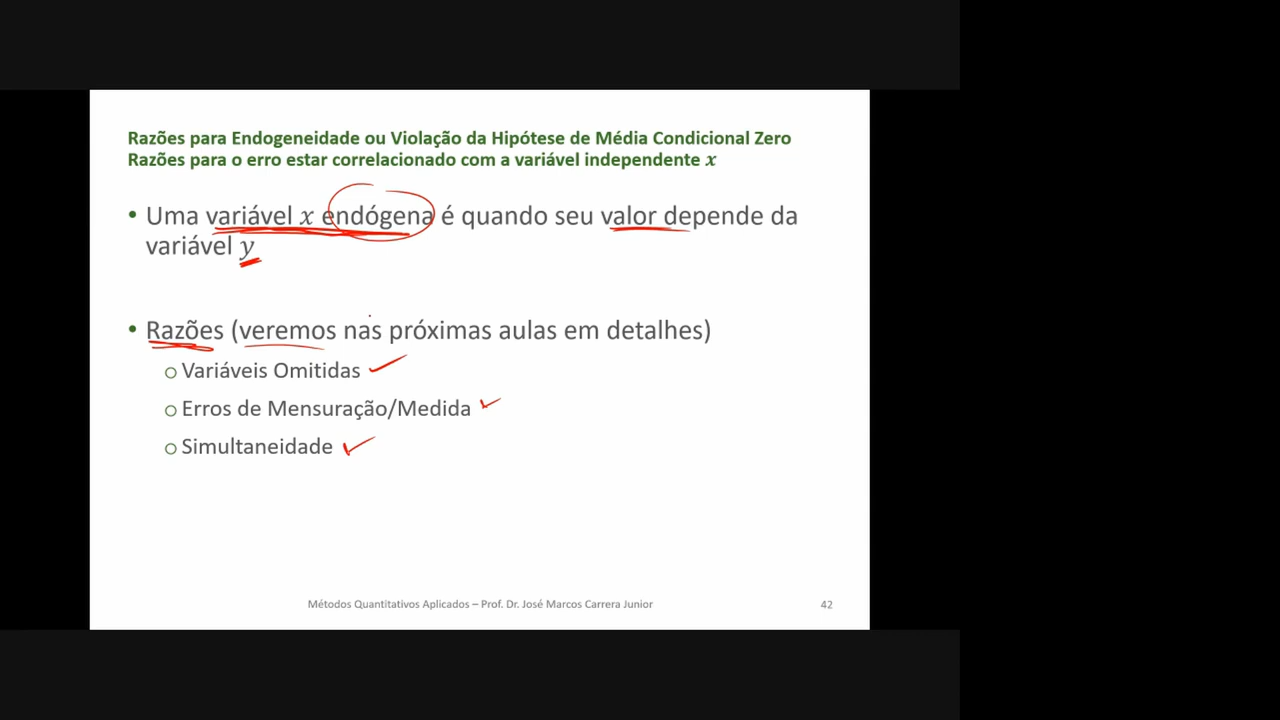 Razões para Endogeneidade ou Violação da Hipótese de Média Condicional Zero
Razões para o erro estar correlacionado com a variável independente x
• Uma variável x endógena é quando seu valor depende da
variável y
• Razões (veremos nas próximas aulas em detalhes)
o Variáveis Omitidas
o Erros de Mensuração/Medida
o Simultaneidade
Métodos Quantitativos Aplicados – Prof. Dr. José Marcos Carrera Junior
42